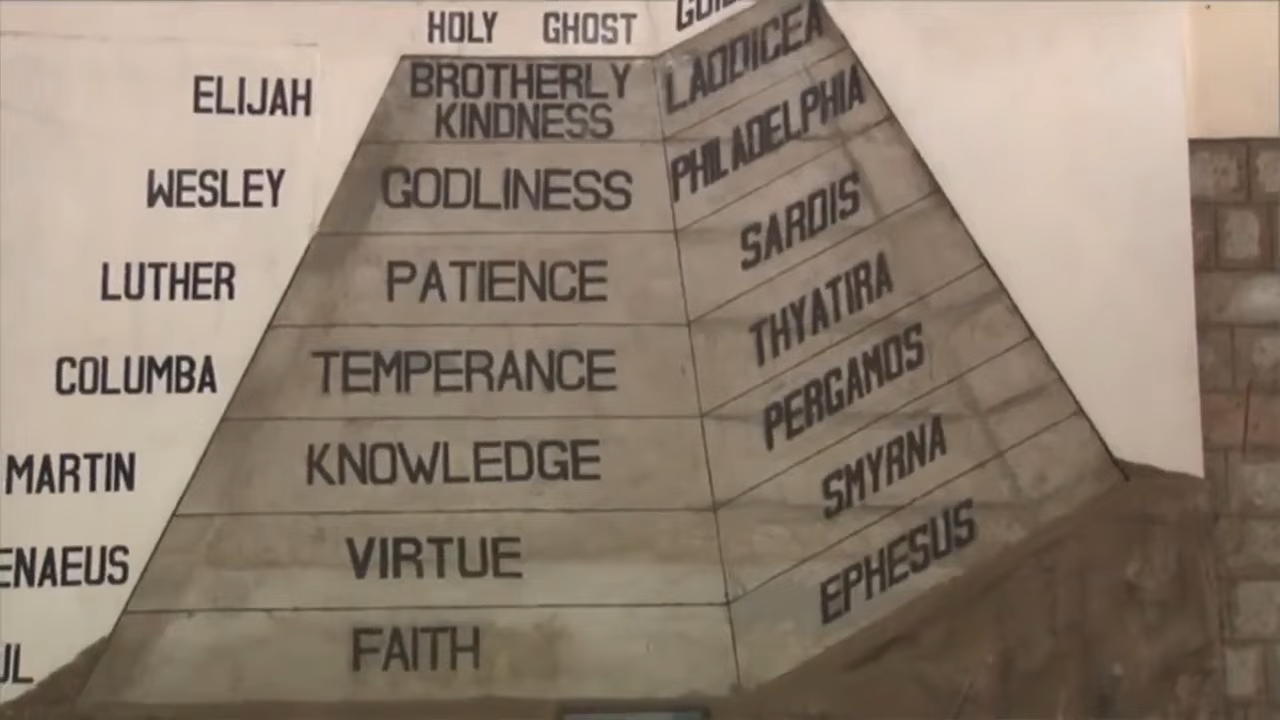 HOLY GHOST
ELIJAH
BROTHERLY
KINDNESS
LAODICEA
WESLEY
GODLINESS
PHILADELPHIA
LUTHER
PATIENCE
SARDIS
COLUMBA
TEMPERANCE
THYATIRA
MARTIN
KNOWLEDGE
PERGAMOS
ENAEUS
VIRTUE
SMYRNA
UL
FAITH
EPHESUS